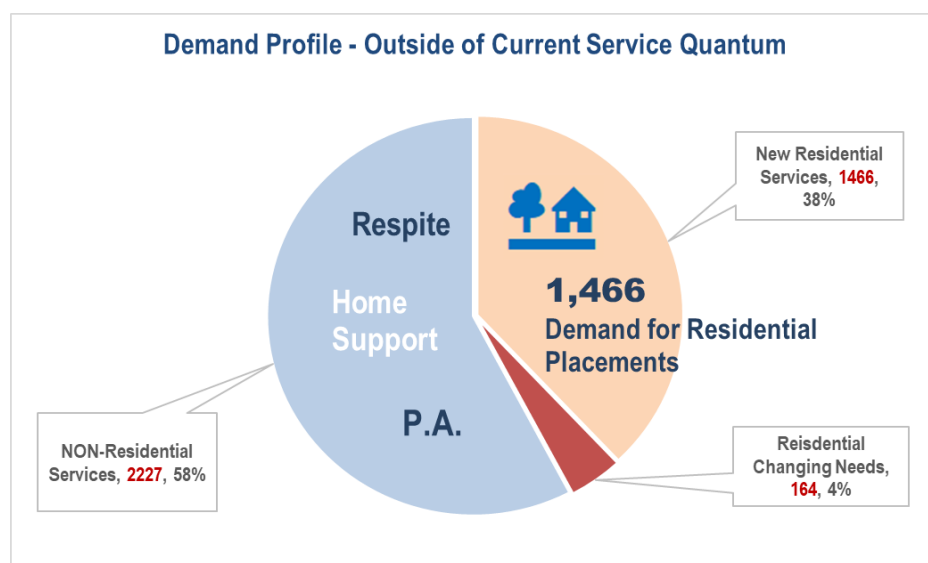 Demand Profile - Outside of Current Service Quantum
New Residential
Services, 1466,
38%
Respite
1,466
Home
Support
Demand for Residential
Placements
P.A.
NON-Residential
Services, 2227, 58%
Reisdential
Changing Needs,
164, 4%